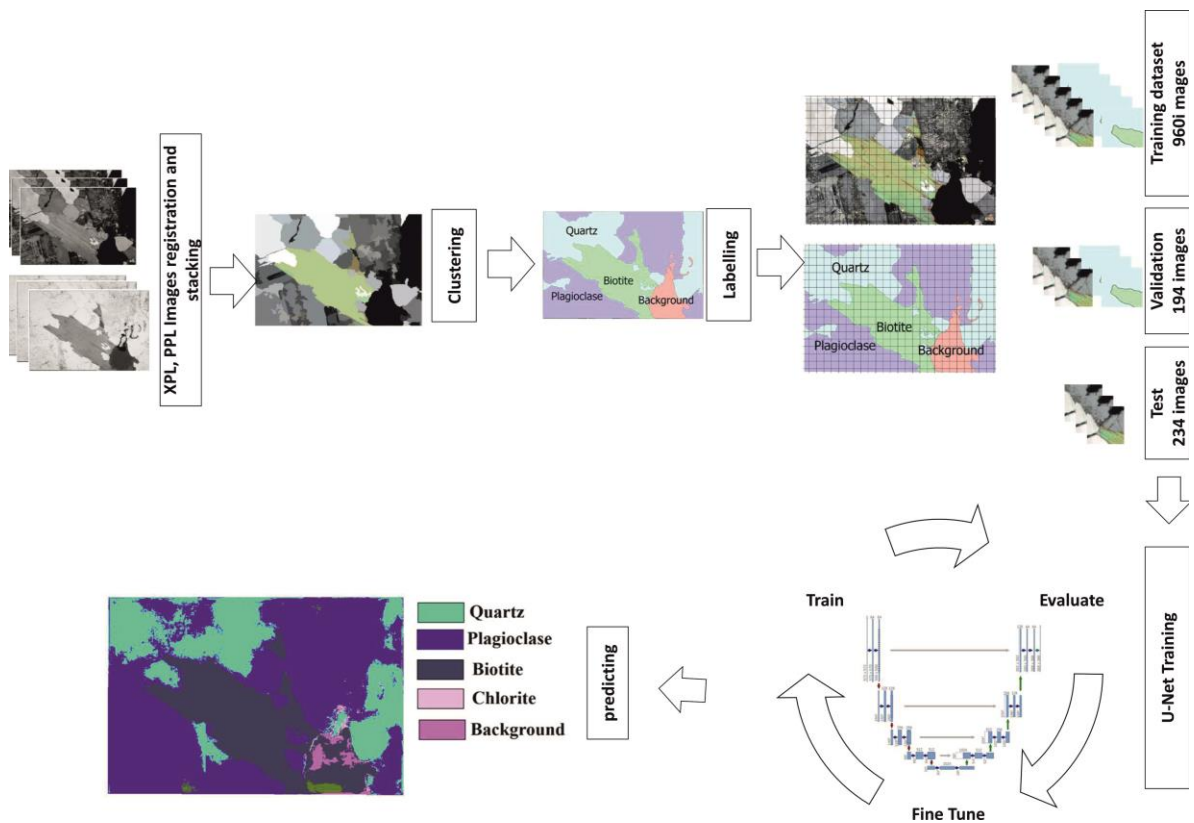 XPL, PPL Images registration and
stacking
Clustering
Quartz
Biotite
Plagioclase
Background
Labelling
Quartz
Biotite
Plagioclase
Background
Training dataset
960i mages
Validation
194 images
Test
234 images
U-Net Training
Train
Evaluate
Fine Tune
predicting
Quartz
Plagioclase
Biotite
Chlorite
Background